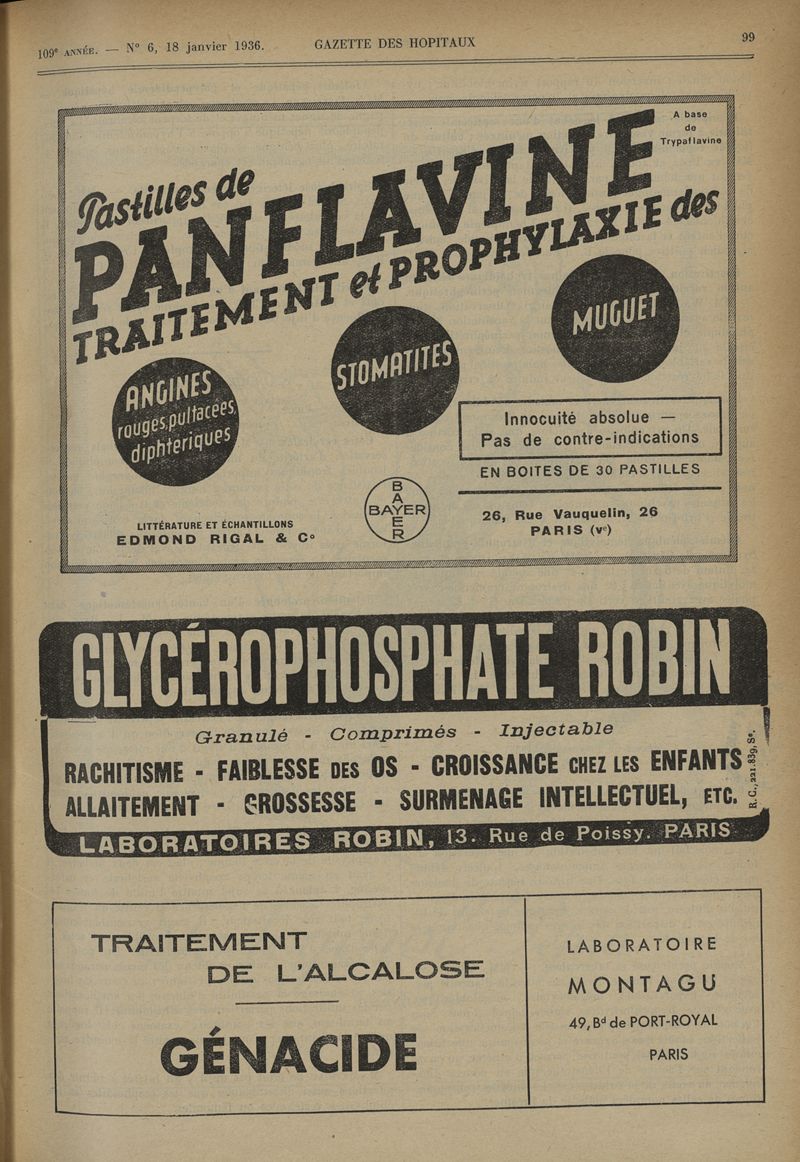 109e ANNÉE. — N° 6, 18 janvier 1936.
GAZETTE DES HOPITAUX
99
A base
de
Trypaflavine
Pastilles de
PANFLAVINE
TRAITEMENT et PROPHYLAXIE des
ANGINES
rouges, pultacées,
diphteriques
STOMATITES
MUGUET
Innocuité absolue —
Pas de contre-indications
EN BOITES DE 30 PASTILLES
LITTÉRATURE ET ÉCHANTILLONS
EDMOND RIGAL & Co
BAYER
BAYER
26, Rue Vauquelin, 26
PARIS (Ve)
GLYCÉROPHOSPHATE ROBIN
Granulé - Comprimés - Injectable
RACHITISME - FAIBLESSE DES OS - CROISSANCE CHEZ LES ENFANTS
ALLAITEMENT - GROSSESSE - SURMENAGE INTELLECTUEL, ETC.
R. C., 221.839, Se.
LABORATOIRES ROBIN, 13. Rue de Poissy. PARIS
TRAITEMENT
DE L'ALCALOSE
GÉNACIDE
LABORATOIRE
MONTAGU
49, Bd de PORT-ROYAL
PARIS